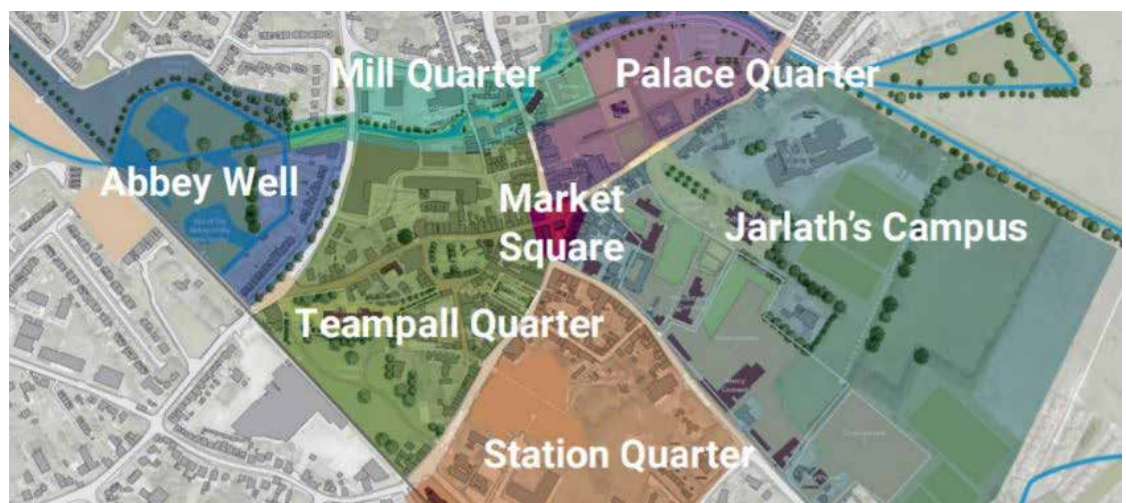 Mill Quarter
Palace Quarter
Abbey Well
Market
Square
Jarlath's Campus
Teampall Quarter
Station Quarter